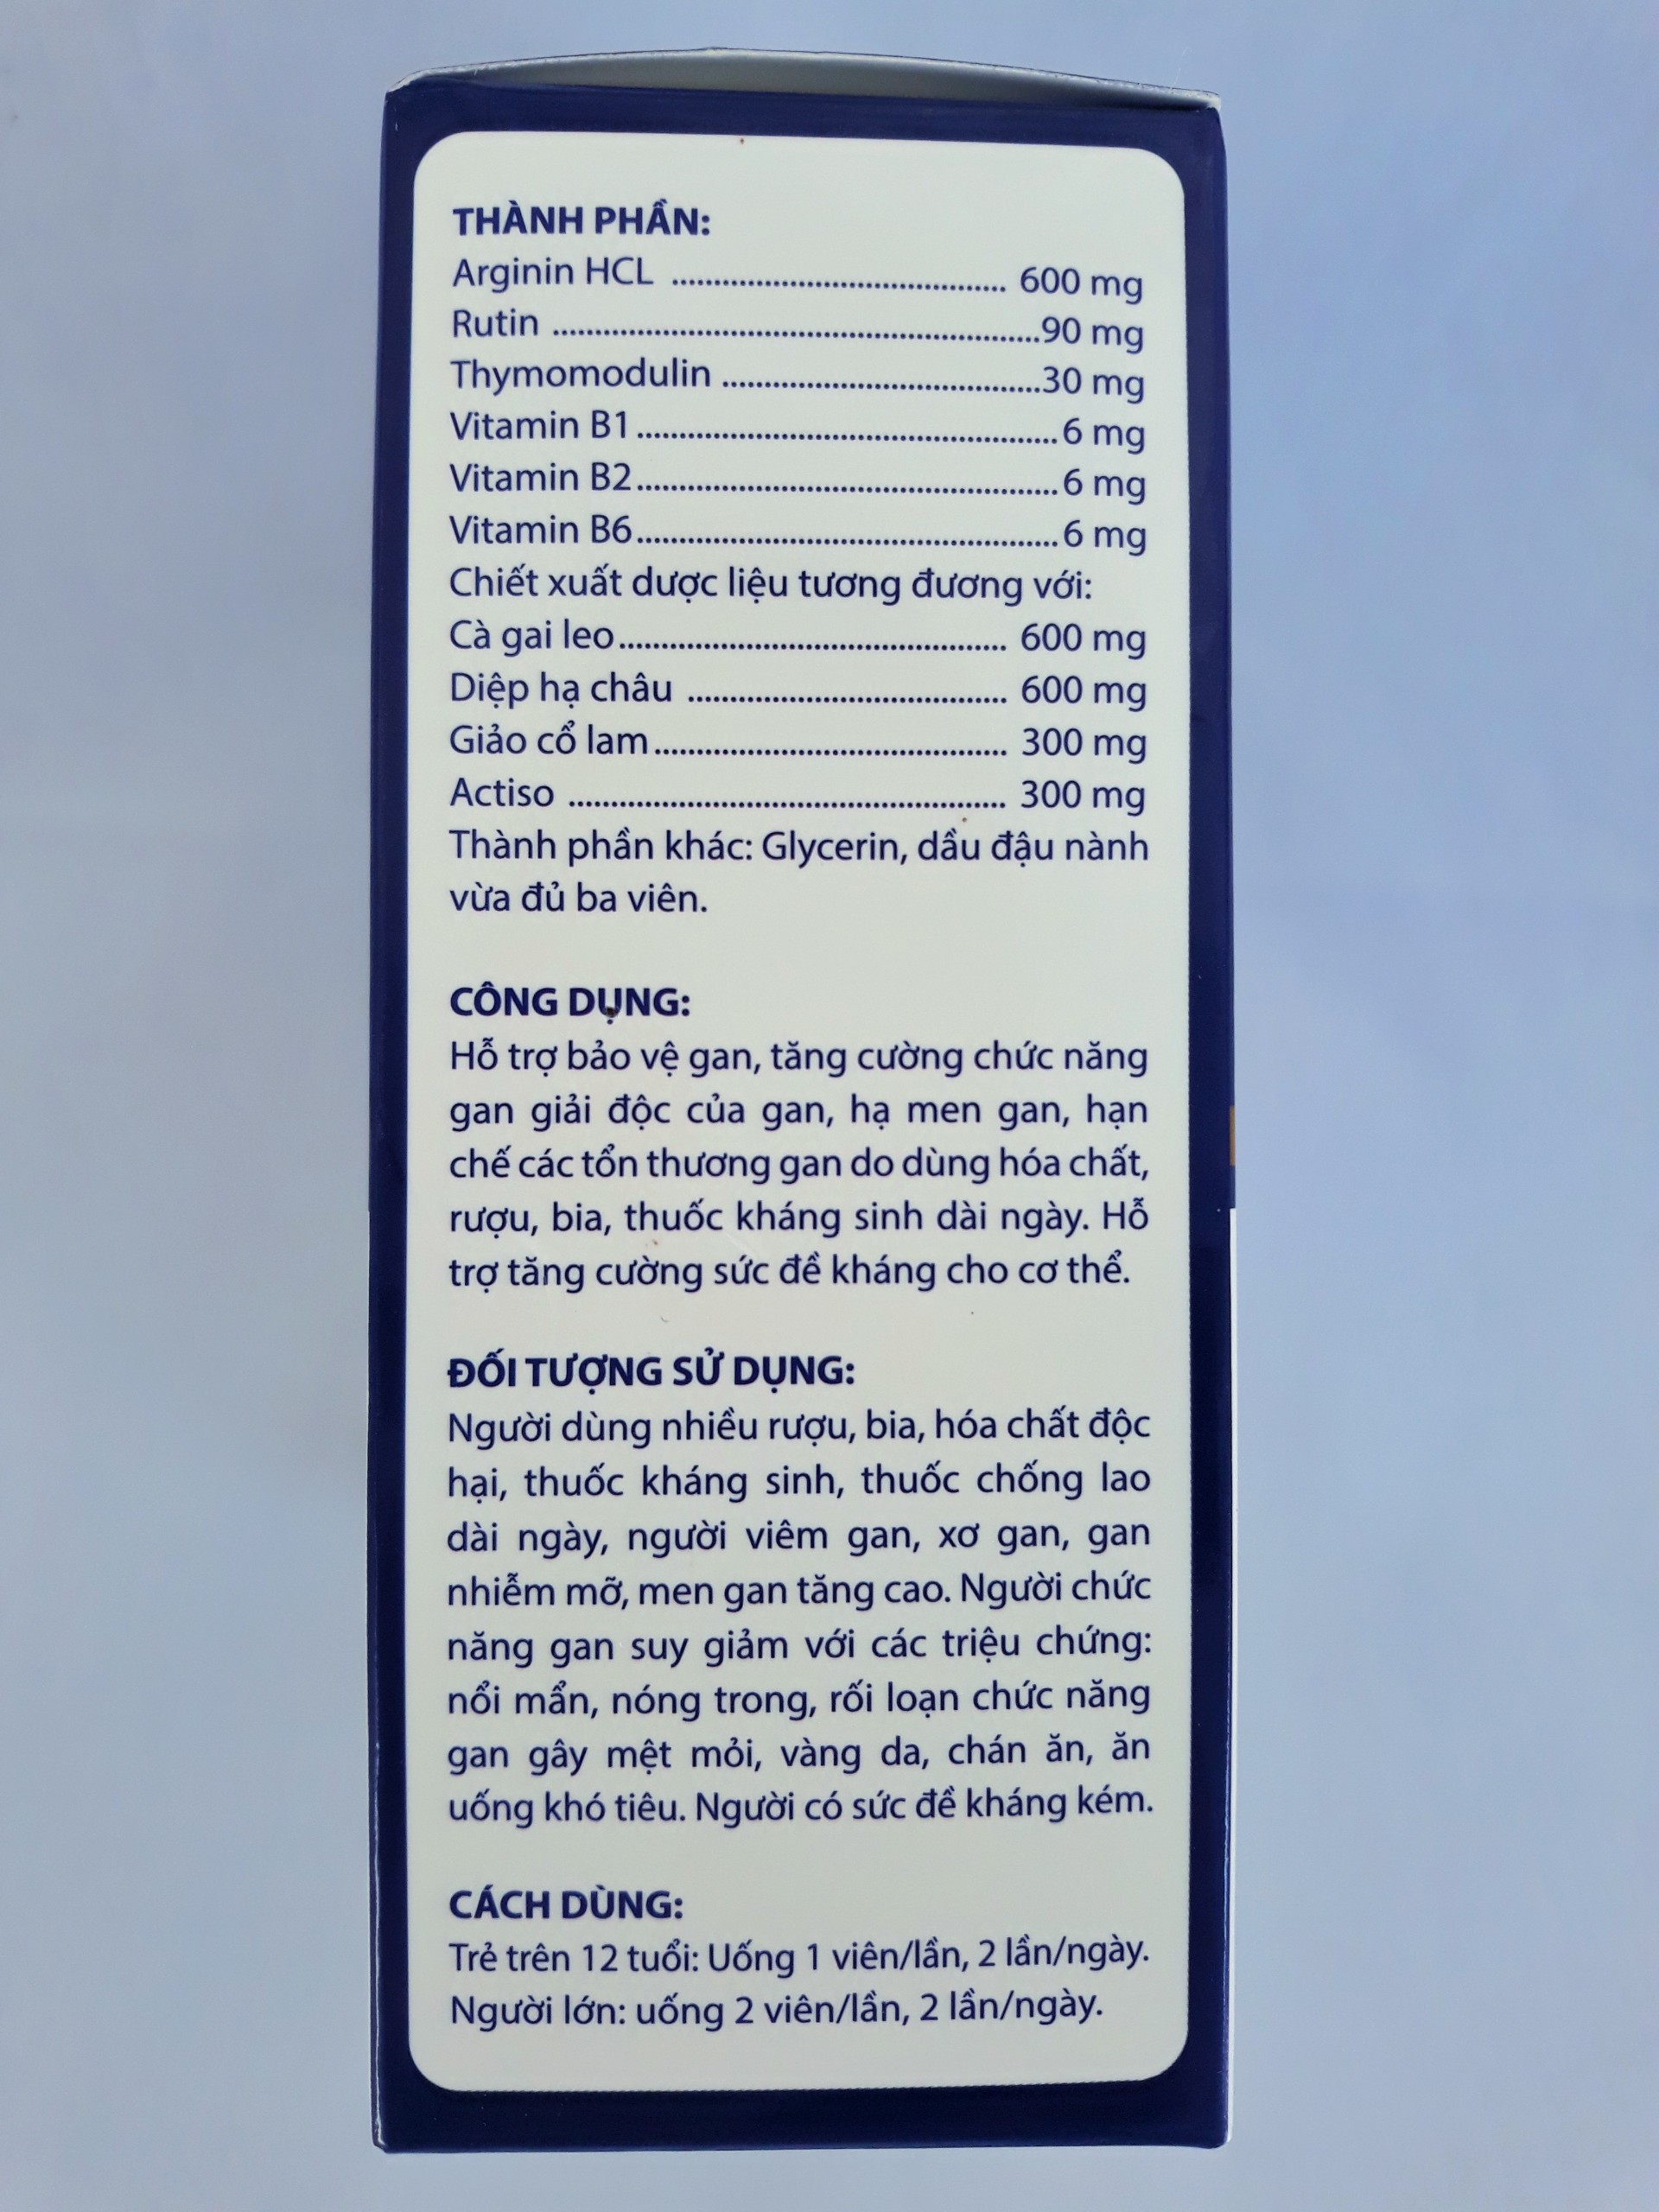 THÀNH PHẦN:
Arginin HCL ........................................ 600 mg
Rutin ..........................................................90 mg
Thymomodulin ......................................30 mg
Vitamin B1.................................................. 6 mg
Vitamin B2.................................................. 6 mg
Vitamin B6.................................................. 6 mg
Chiết xuất dược liệu tương đương với:
Cà gai leo.............................................. 600 mg
Diệp hạ châu ...................................... 600 mg
Giảo cổ lam.......................................... 300 mg
Actiso .................................................... 300 mg
Thành phần khác: Glycerin, dầu đậu nành
vừa đủ ba viên.
CÔNG DỤNG:
Hỗ trợ bảo vệ gan, tăng cường chức năng
gan giải độc của gan, hạ men gan, hạn
chế các tổn thương gan do dùng hóa chất,
rượu, bia, thuốc kháng sinh dài ngày. Hỗ
trợ tăng cường sức đề kháng cho cơ thể.
ĐỐI TƯỢNG SỬ DỤNG:
Người dùng nhiều rượu, bia, hóa chất độc
hại, thuốc kháng sinh, thuốc chống lao
dài ngày, người viêm gan, xơ gan, gan
nhiễm mỡ, men gan tăng cao. Người chức
năng gan suy giảm với các triệu chứng:
nổi mẩn, nóng trong, rối loạn chức năng
gan gây mệt mỏi, vàng da, chán ăn, ăn
uống khó tiêu. Người có sức đề kháng kém.
CÁCH DÙNG:
Trẻ trên 12 tuổi: Uống 1 viên/lần, 2 lần/ngày.
Người lớn: uống 2 viên/lần, 2 lần/ngày.